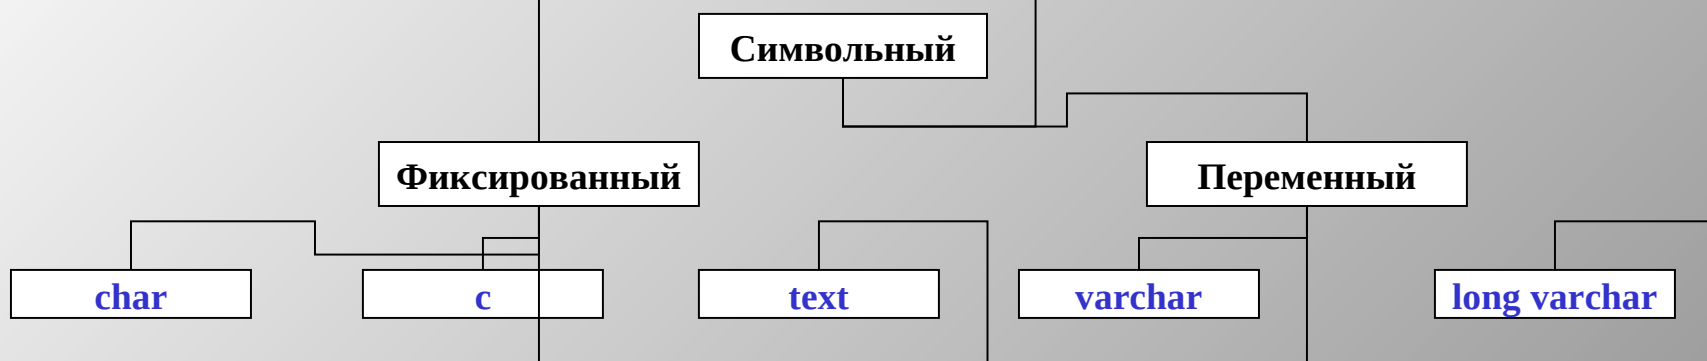 Символьный
Фиксированный
Переменный
char
c
text
varchar
long varchar